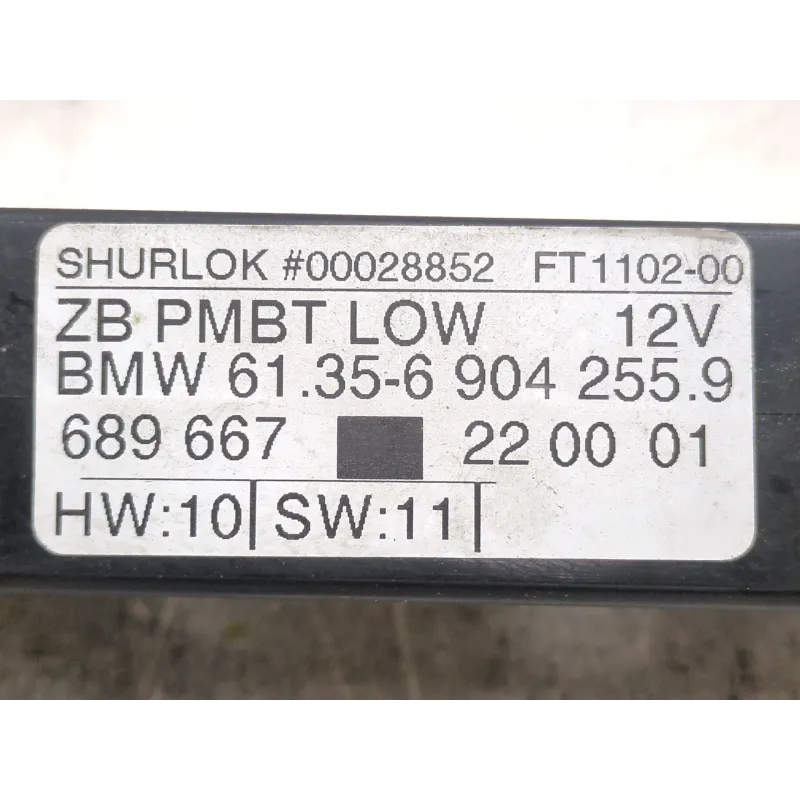 SHURLOK #00028852 FT1102-00
ZB PMBT LOW 12V
BMW 61.35-6 904 255.9
689 667 22 00 01
HW:10 SW:11